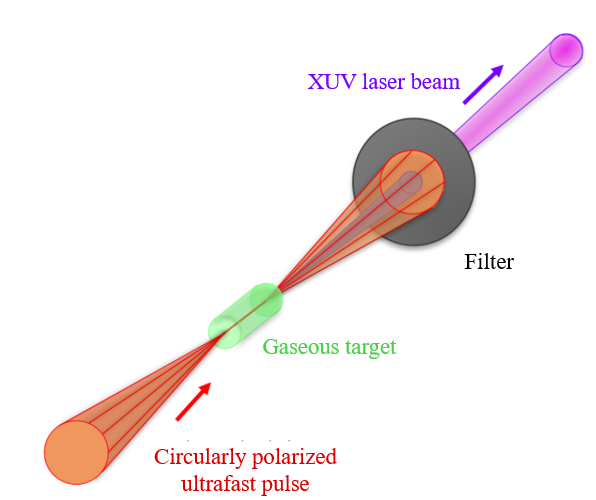 XUV laser beam
Filter
Gaseous target
Circularly polarized
ultrafast pulse